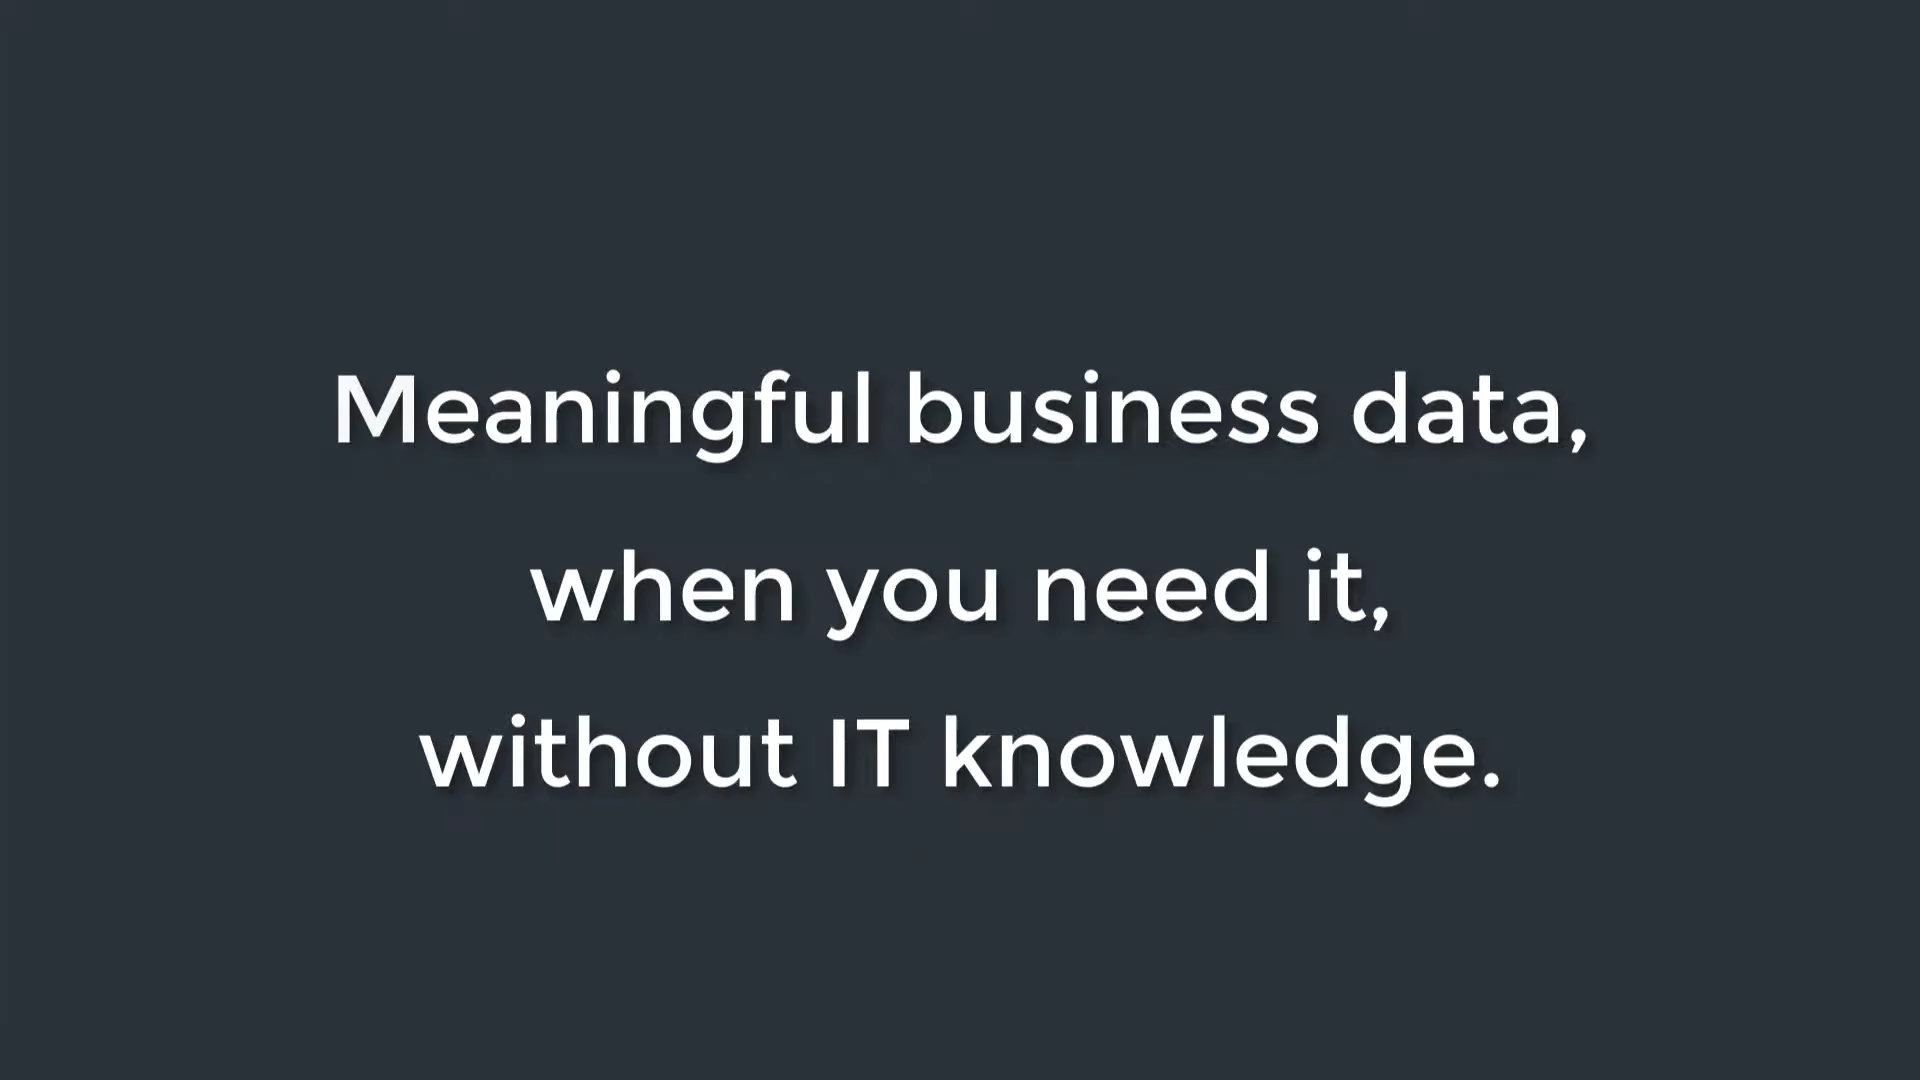 Meaningful business data,
when you need it,
without IT knowledge.